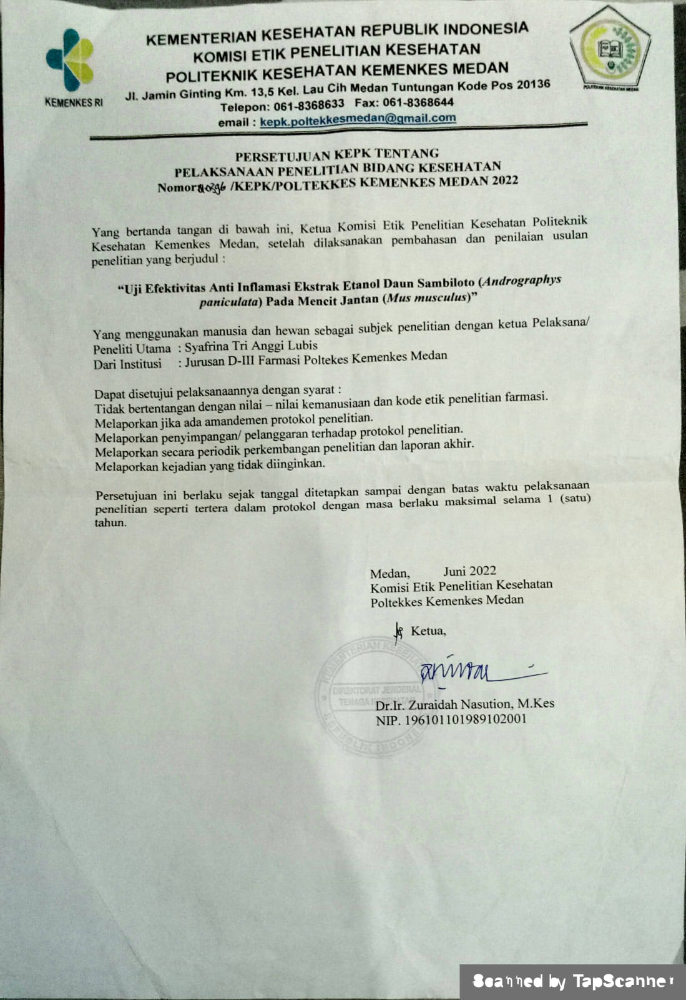 KEMENTERIAN KESEHATAN REPUBLIK INDONESIA
KOMISI ETIK PENELITIAN KESEHATAN
POLITEKNIK KESEHATAN KEMENKES MEDAN
Jl. Jamin Ginting Km. 13,5 Kel. Lau Cih Medan Tuntungan Kode Pos 20136
Telepon: 061-8368633 Fax: 061-8368644
email : kepk.poltekkesmedan@gmail.com
KEMENKES RI
POLITEKNIK KESEHATAN MEDAN
PERSETUJUAN KEPK TENTANG
PELAKSANAAN PENELITIAN BIDANG KESEHATAN
Nomor /KEPK/POLTEKKES KEMENKES MEDAN 2022
Yang bertanda tangan di bawah ini, Ketua Komisi Etik Penelitian Kesehatan Politeknik
Kesehatan Kemenkes Medan, setelah dilaksanakan pembahasan dan penilaian usulan
penelitian yang berjudul :
“Uji Efektivitas Anti Inflamasi Ekstrak Etanol Daun Sambiloto (Andrographys
paniculata) Pada Mencit Jantan (Mus musculus)”
Yang menggunakan manusia dan hewan sebagai subjek penelitian dengan ketua Pelaksana/
Peneliti Utama : Syafrina Tri Anggi Lubis
Dari Institusi : Jurusan D-III Farmasi Poltekes Kemenkes Medan
Dapat disetujui pelaksanaannya dengan syarat :
Tidak bertentangan dengan nilai – nilai kemanusiaan dan kode etik penelitian farmasi.
Melaporkan jika ada amandemen protokol penelitian.
Melaporkan penyimpangan/ pelanggaran terhadap protokol penelitian.
Melaporkan secara periodik perkembangan penelitian dan laporan akhir.
Melaporkan kejadian yang tidak diinginkan.
Persetujuan ini berlaku sejak tanggal ditetapkan sampai dengan batas waktu pelaksanaan
penelitian seperti tertera dalam protokol dengan masa berlaku maksimal selama 1 (satu)
tahun.
Medan, Juni 2022
Komisi Etik Penelitian Kesehatan
Poltekkes Kemenkes Medan
Ketua,
KEMENTERIAN KESEHATAN
DIREKTORAT JENDERAL
TENAGA KESEHATAN
REPUBLIK INDONESIA
Dr.Ir. Zuraidah Nasution, M.Kes
NIP. 196101101989102001
Scanned by TapScanner